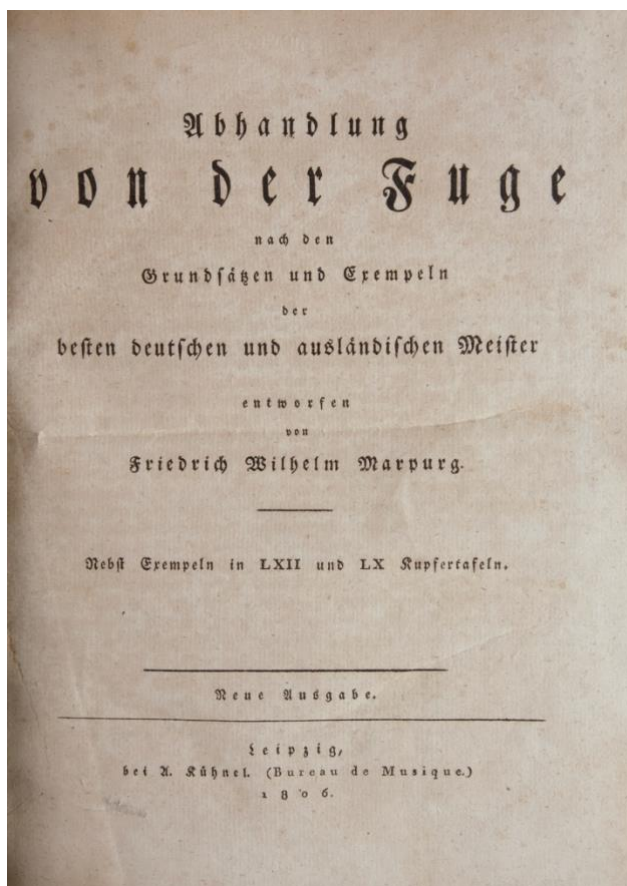 Abhandlung
von der Fuge
nach den
Grundsätzen und Exempeln
der
besten deutschen und ausländischen Meister
entworfen
von
Friedrich Wilhelm Marpurg.
Nebst Exempeln in LXII und LX Kupfertafeln.
Neue Ausgabe.
Leipzig,
bei A. Kühnel. (Bureau de Musique.)
1806.